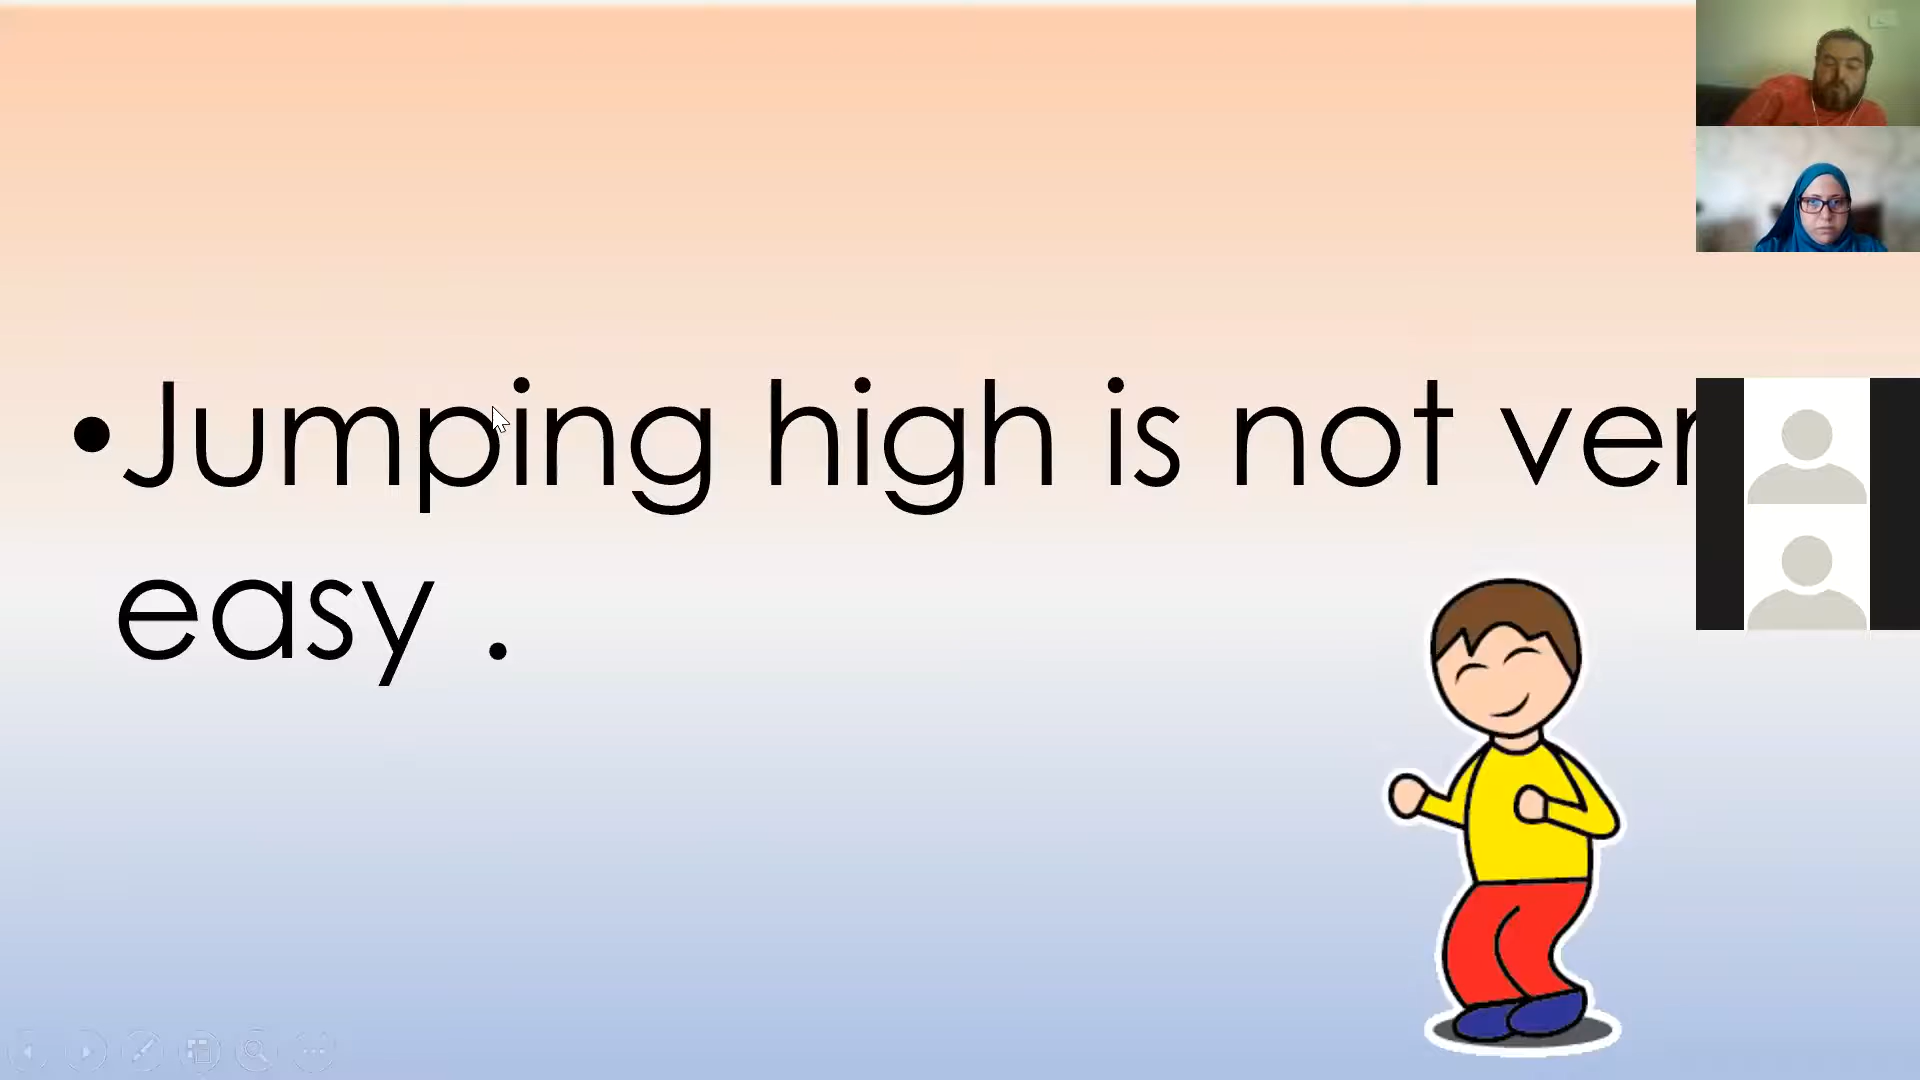 •Jumping high is not ver
easy .